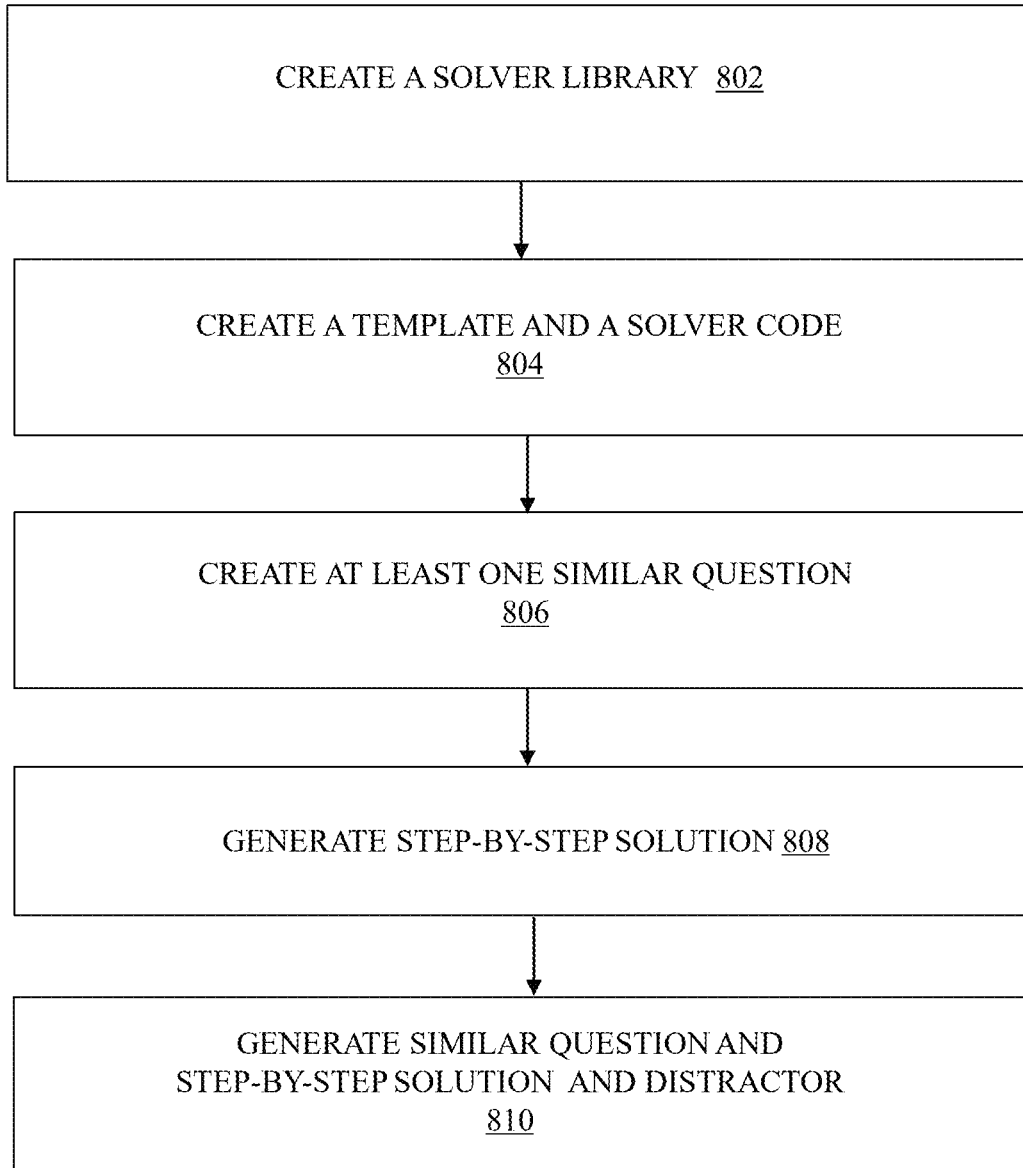 CREATE A SOLVER LIBRARY 802
CREATE A TEMPLATE AND A SOLVER CODE
804
CREATE AT LEAST ONE SIMILAR QUESTION
806
GENERATE STEP-BY-STEP SOLUTION 808
GENERATE SIMILAR QUESTION AND
STEP-BY-STEP SOLUTION AND DISTRACTOR
810